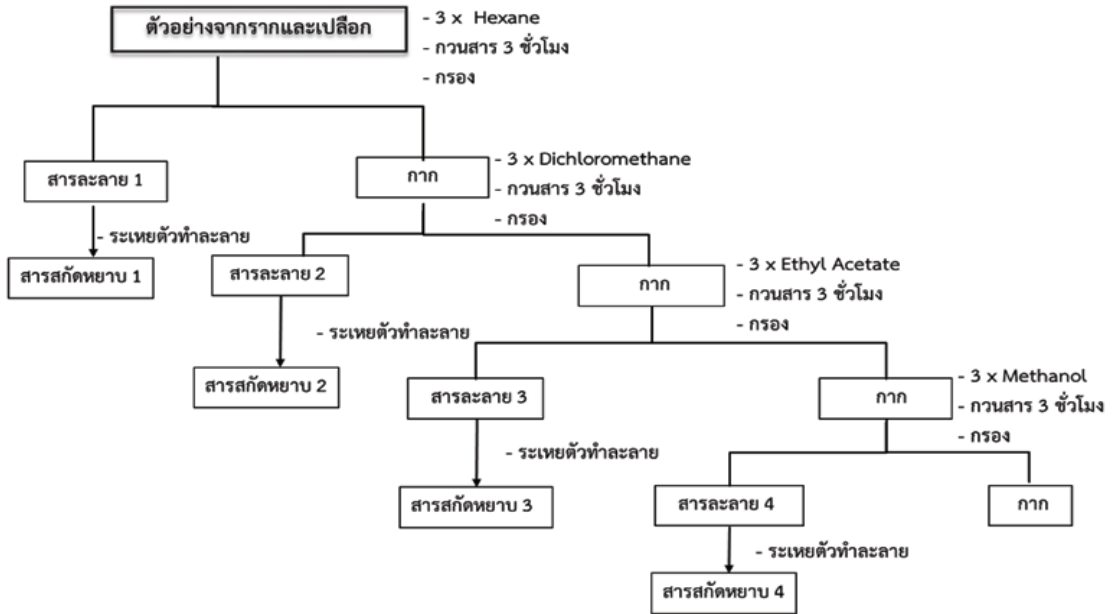 ตัวอย่างจากรากและเปลือก
- 3 x Hexane
- กวนสาร 3 ชั่วโมง
- กรอง
สารละลาย 1
กาก
- 3 x Dichloromethane
- กวนสาร 3 ชั่วโมง
- กรอง
- ระเหยตัวทำละลาย
สารสกัดหยาบ 1
สารละลาย 2
กาก
- 3 x Ethyl Acetate
- กวนสาร 3 ชั่วโมง
- กรอง
- ระเหยตัวทำละลาย
สารสกัดหยาบ 2
สารละลาย 3
กาก
- 3 x Methanol
- กวนสาร 3 ชั่วโมง
- กรอง
- ระเหยตัวทำละลาย
สารสกัดหยาบ 3
สารละลาย 4
กาก
- ระเหยตัวทำละลาย
สารสกัดหยาบ 4